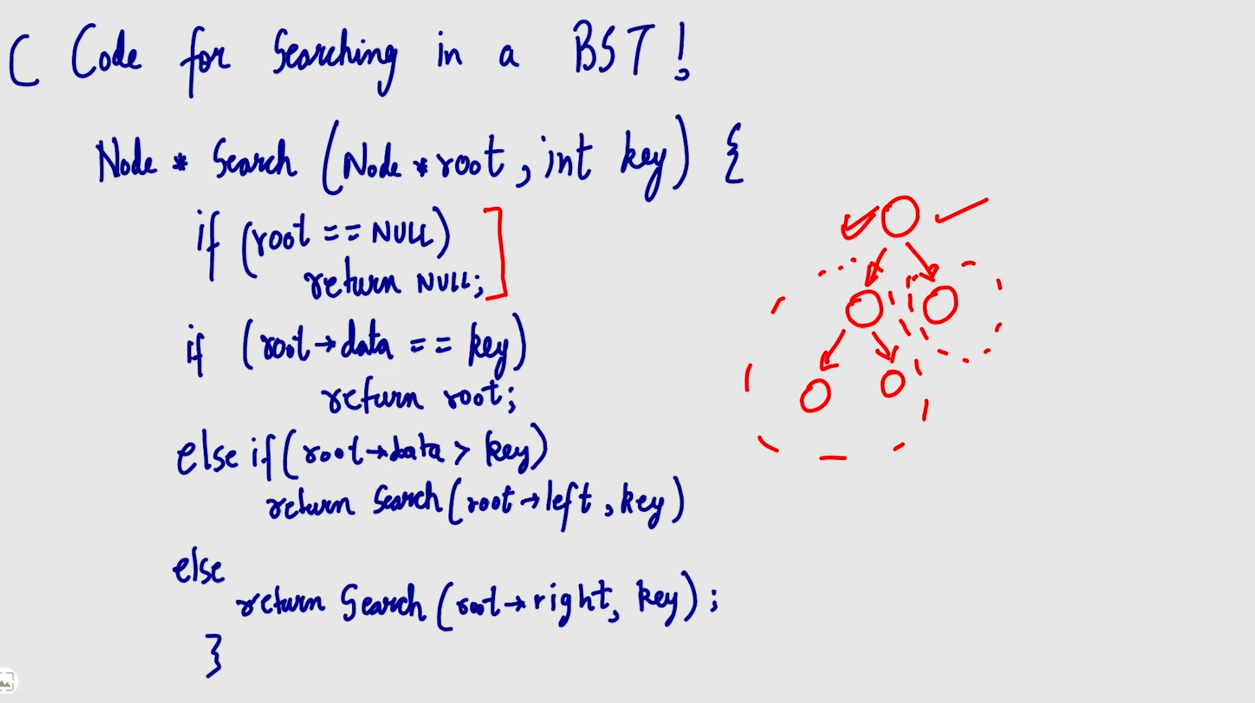 C Code for Searching in a BST!
Node * Search (Node *root, int key) {
if (root == NULL)
return NULL;
if (root→data == key)
return root;
else if (root→data > key)
return Search (root→left, key)
else
return Search (root→right, key);
}